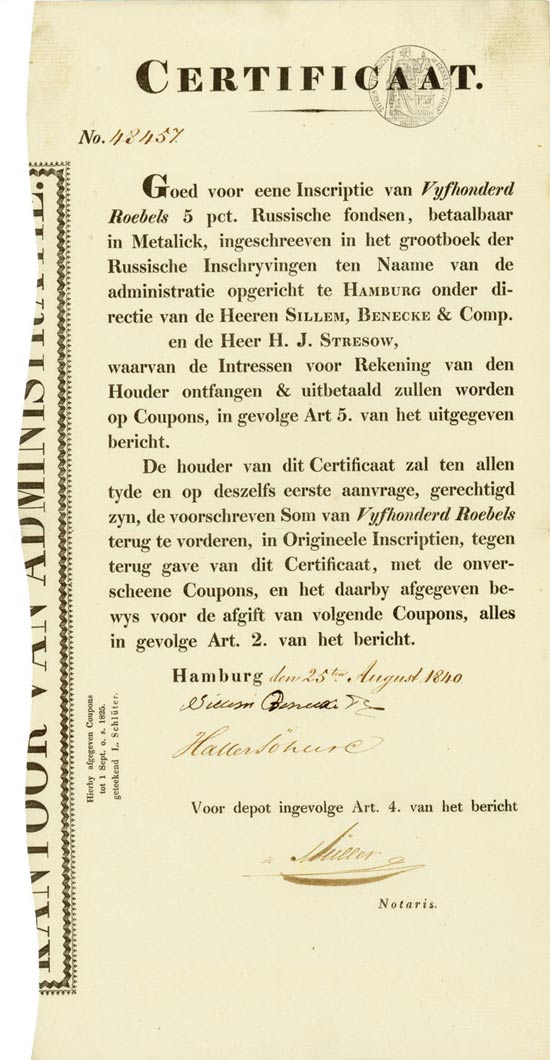 CERTIFICAAT.
No. 48457
Goed voor eene Inscriptie van Vyfhonderd
Roebels 5 pct. Russische fondsen, betaalbaar
in Metalick, ingeschreeven in het grootboek der
Russische Inschryvingen ten Naame van de
administratie opgericht te HAMBURG onder di-
rectie van de Heeren SILLEM, BENECKE & Comp.
en de Heer H. J. STRESOW,
waarvan de Intressen voor Rekening van den
Houder ontfangen & uitbetaald zullen worden
op Coupons, in gevolge Art 5. van het uitgegeven
bericht.
De houder van dit Certificaat zal ten allen
tyde en op deszelfs eerste aanvrage, gerechtigd
zyn, de voorschreven Som van Vyfhonderd Roebels
terug te vorderen, in Origineele Inscriptien, tegen
terug gave van dit Certificaat, met de onver-
scheene Coupons, en het daarby afgegeven be-
wys voor de afgift van volgende Coupons, alles
in gevolge Art. 2. van het bericht.
Hamburg den 25ten August 1840
Sillem Benecke
Haller Söhne & C
Voor depot ingevolge Art. 4. van het bericht
Müller
Notaris.
Hierby afgegeven Coupons
tot 1 Sept. o. s. 1825.
geteekend L. Schlüter.
KANTOOR VAN ADMINISTRATIE.